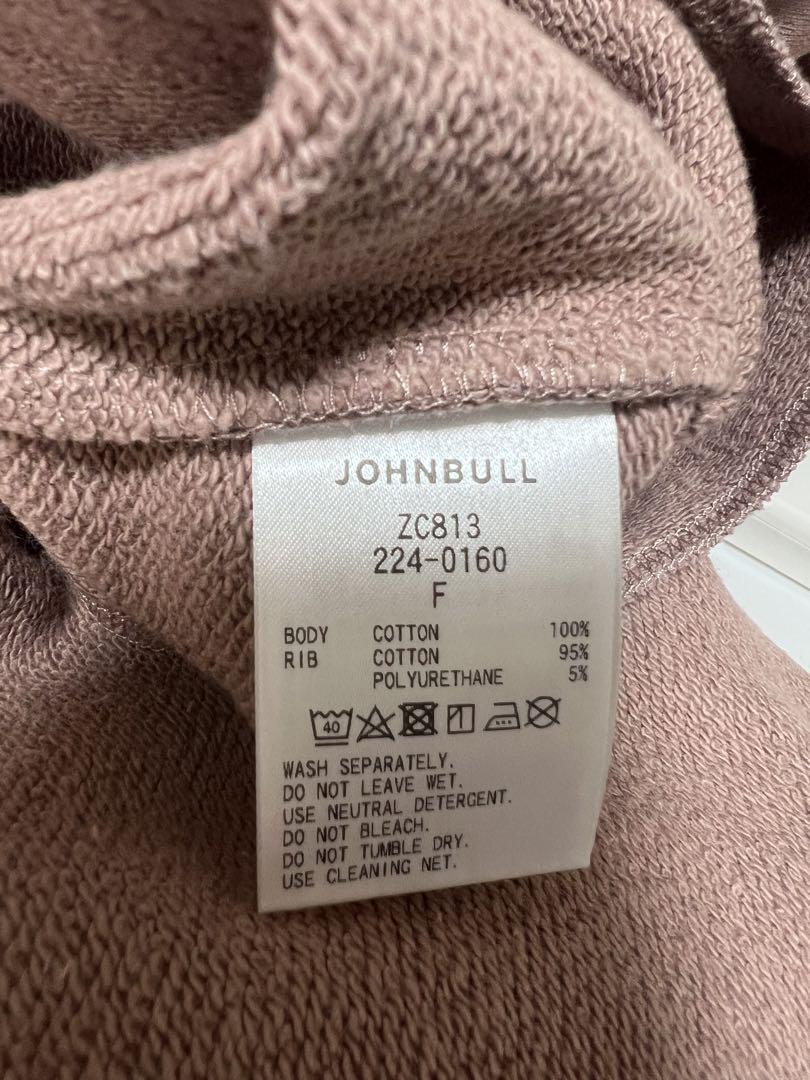 JOHNBULL
ZC813
224-0160
F
BODY COTTON 100%
RIB COTTON 95%
POLYURETHANE 5%
40
WASH SEPARATELY.
DO NOT LEAVE WET.
USE NEUTRAL DETERGENT.
DO NOT BLEACH.
DO NOT TUMBLE DRY.
USE CLEANING NET.